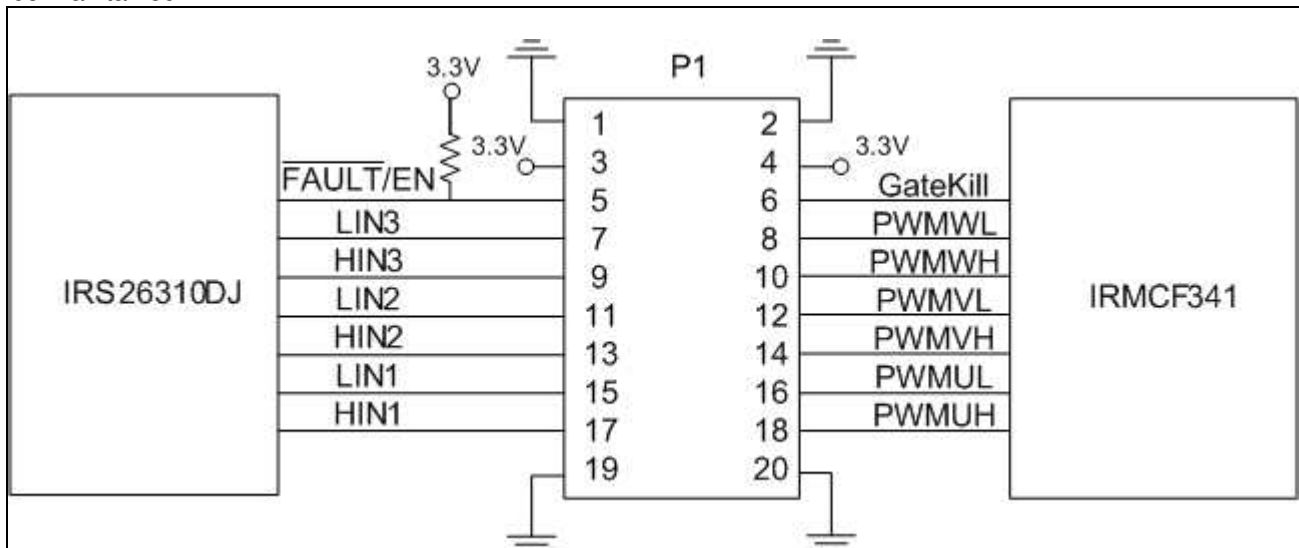 P1
3.3V
1 2
3.3V 3 4 3.3V
FAULT/EN 5 6 GateKill
LIN3 7 8 PWMWL
HIN3 9 10 PWMWH
IRS26310DJ LIN2 11 12 PWMVL IRMCF341
HIN2 13 14 PWMVH
LIN1 15 16 PWMUL
HIN1 17 18 PWMUH
19 20